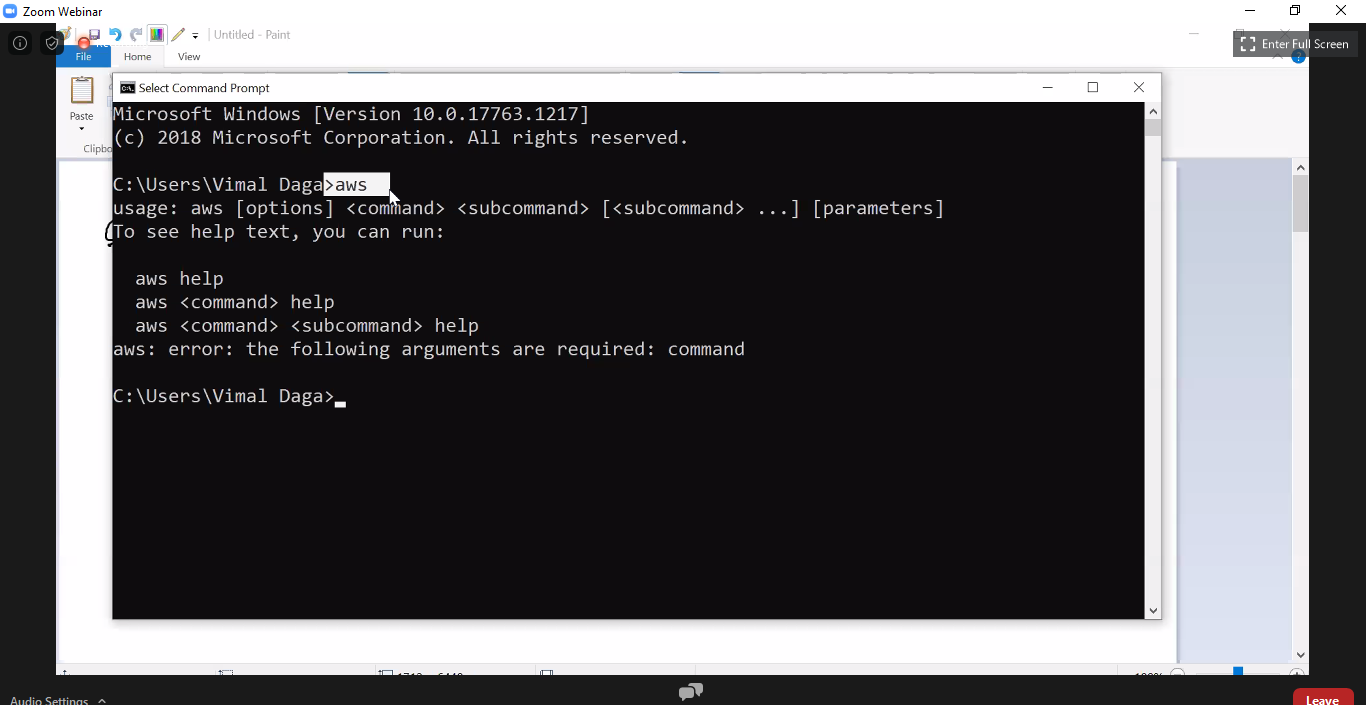 Zoom Webinar
Untitled - Paint
Enter Full Screen
File Home View
Select Command Prompt
Paste
Clipbo
Microsoft Windows [Version 10.0.17763.1217]
(c) 2018 Microsoft Corporation. All rights reserved.
C:\Users\Vimal Daga>aws
usage: aws [options] <command> <subcommand> [<subcommand> ...] [parameters]
To see help text, you can run:
aws help
aws <command> help
aws <command> <subcommand> help
aws: error: the following arguments are required: command
C:\Users\Vimal Daga>
Audio Settings
Leave